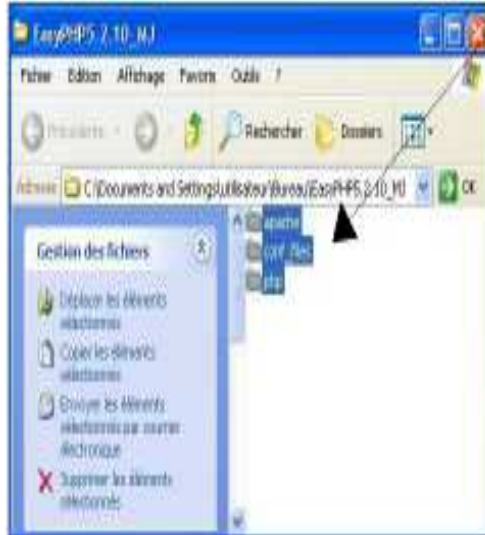 EasyPHP5 2.10_MJ
Fichier Edition Affichage Favoris Outils ?
Précédente
Rechercher Dossiers
Adresse C:\Documents and Settings\utilisateur\Bureau\EasyPHP5 2.10_MJ OK
apache
conf_files
php
Gestion des fichiers
Déplacer les éléments
sélectionnés
Copier les éléments
sélectionnés
Envoyer les éléments
sélectionnés par courrier
électronique
Supprimer les éléments
sélectionnés